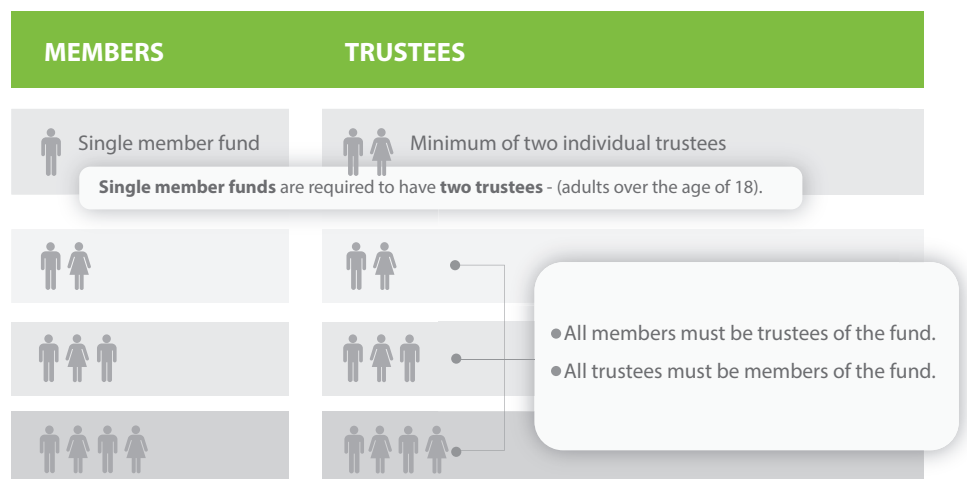 MEMBERS TRUSTEES
Single member fund Minimum of two individual trustees
Single member funds are required to have two trustees - (adults over the age of 18).
All members must be trustees of the fund.
All trustees must be members of the fund.